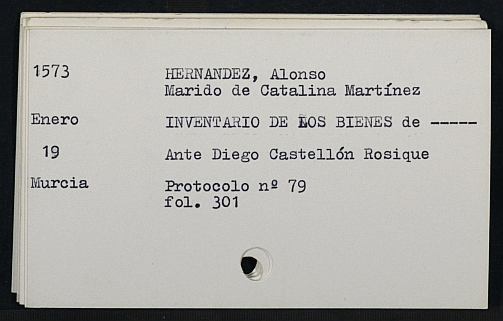 1573 HERNANDEZ, Alonso
Marido de Catalina Martínez
Enero INVENTARIO DE LOS BIENES de -----
19 Ante Diego Castellón Rosique
Murcia Protocolo nº 79
fol. 301